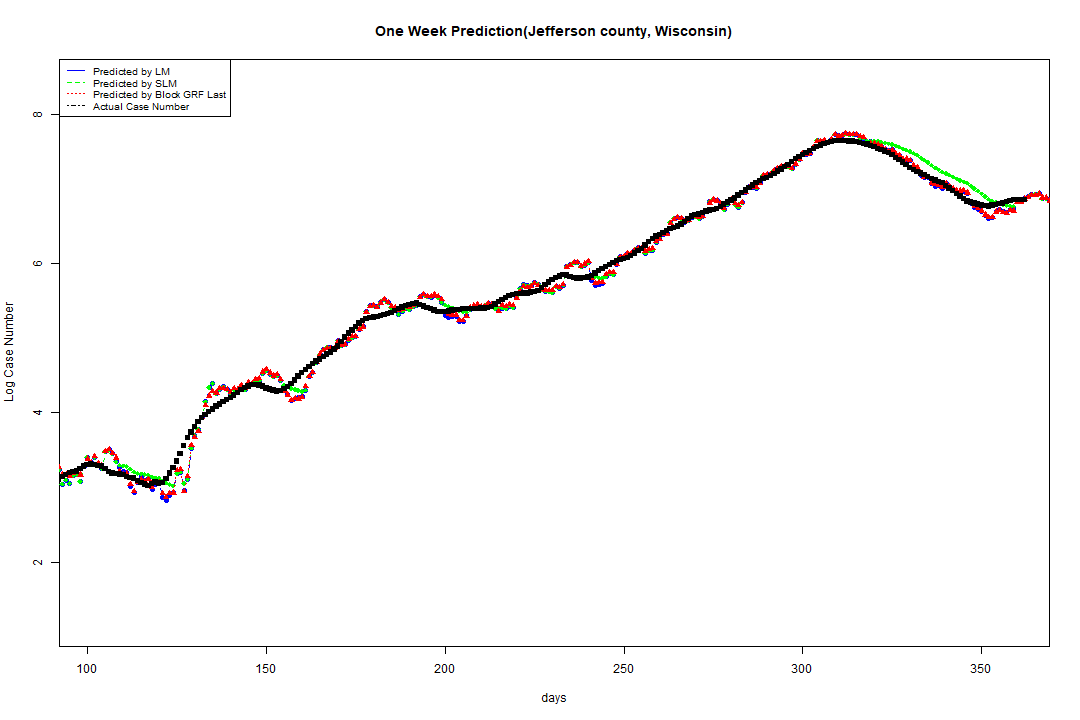 One Week Prediction(Jefferson county, Wisconsin)
Predicted by LM
Predicted by SLM
Predicted by Block GRF Last
Actual Case Number
8
6
4
2
Log Case Number
100 150 200 250 300 350
days